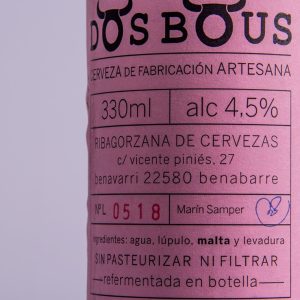 DOS BOUS
CERVEZA DE FABRICACIÓN ARTESANA
330ml
alc 4,5%
RIBAGORZANA DE CERVEZAS
c/ vicente piniés, 27
benavarri 22580 benabarre
NºL 0518
Marín Samper
ingredientes: agua, lúpulo, malta y levadura
SIN PASTEURIZAR NI FILTRAR
refermentada en botella